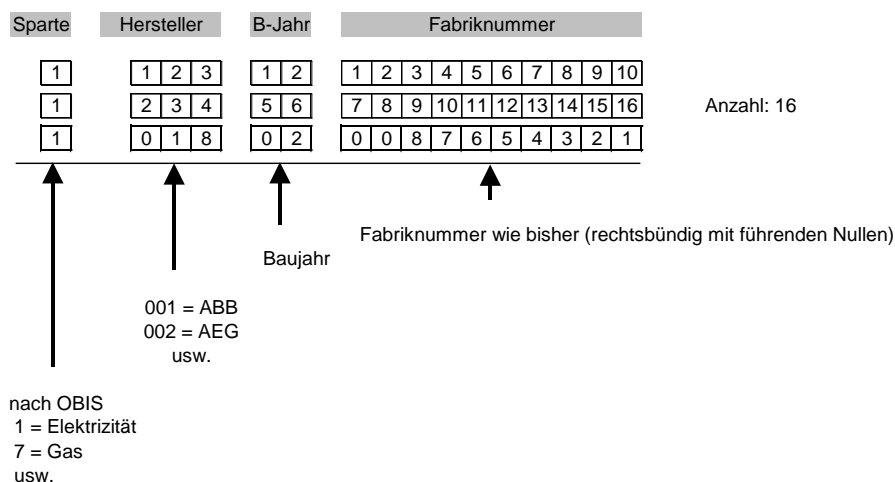 Sparte Hersteller B-Jahr Fabriknummer
1 1 2 3 1 2 1 2 3 4 5 6 7 8 9 10
1 2 3 4 5 6 7 8 9 10 11 12 13 14 15 16 Anzahl: 16
1 0 1 8 0 2 0 0 8 7 6 5 4 3 2 1
Fabriknummer wie bisher (rechtsbündig mit führenden Nullen)
Baujahr
001 = ABB
002 = AEG
usw.
nach OBIS
1 = Elektrizität
7 = Gas
usw.